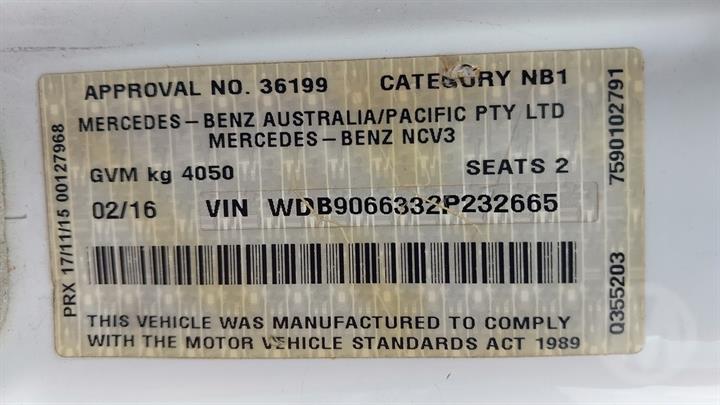 APPROVAL NO. 36199 CATEGORY NB1
MERCEDES-BENZ AUSTRALIA/PACIFIC PTY LTD
MERCEDES-BENZ NCV3
GVM kg 4050 SEATS 2
02/16 VIN WDB9066332P232665
THIS VEHICLE WAS MANUFACTURED TO COMPLY
WITH THE MOTOR VEHICLE STANDARDS ACT 1989
PRX 17/11/15 00127968
7590102791
Q355203